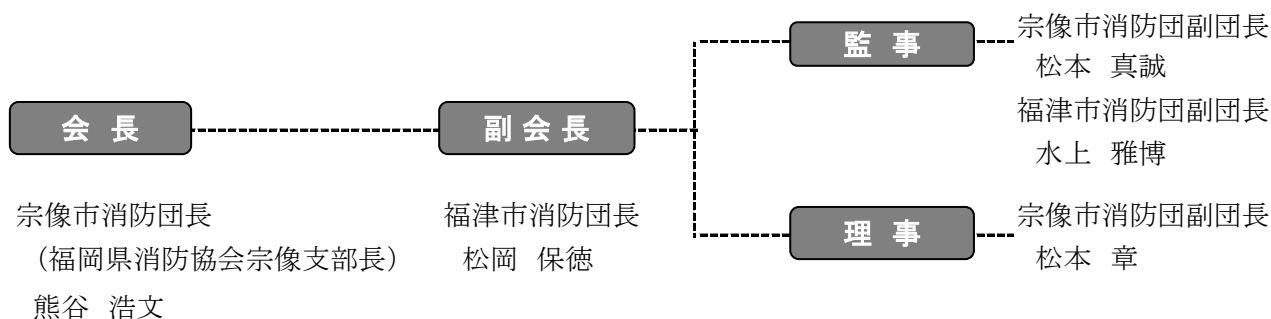 会 長
宗像市消防団長
（福岡県消防協会宗像支部長）
熊谷 浩文
副 会 長
福津市消防団長
松岡 保徳
監 事
宗像市消防団副団長
松本 真誠
福津市消防団副団長
水上 雅博
理 事
宗像市消防団副団長
松本 章